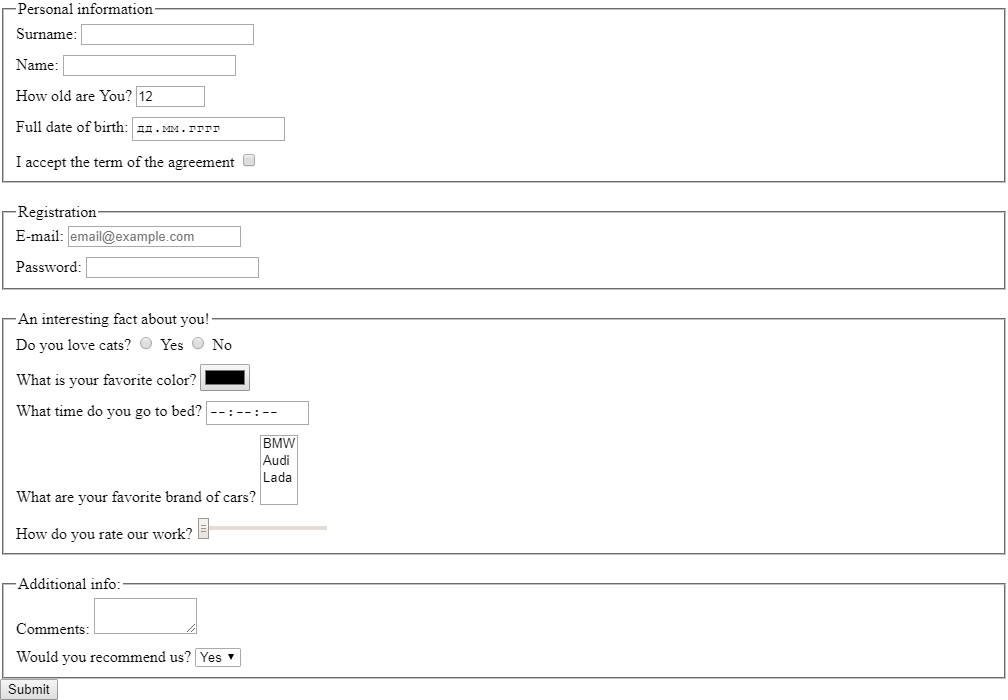 Personal information
Surname:
Name:
How old are You? 12
Full date of birth: дд.мм.гггг
I accept the term of the agreement
Registration
E-mail: email@example.com
Password:
An interesting fact about you!
Do you love cats? Yes No
What is your favorite color?
What time do you go to bed? --:--:--
BMW
Audi
Lada
What are your favorite brand of cars?
How do you rate our work?
Additional info:
Comments:
Would you recommend us? Yes
Submit